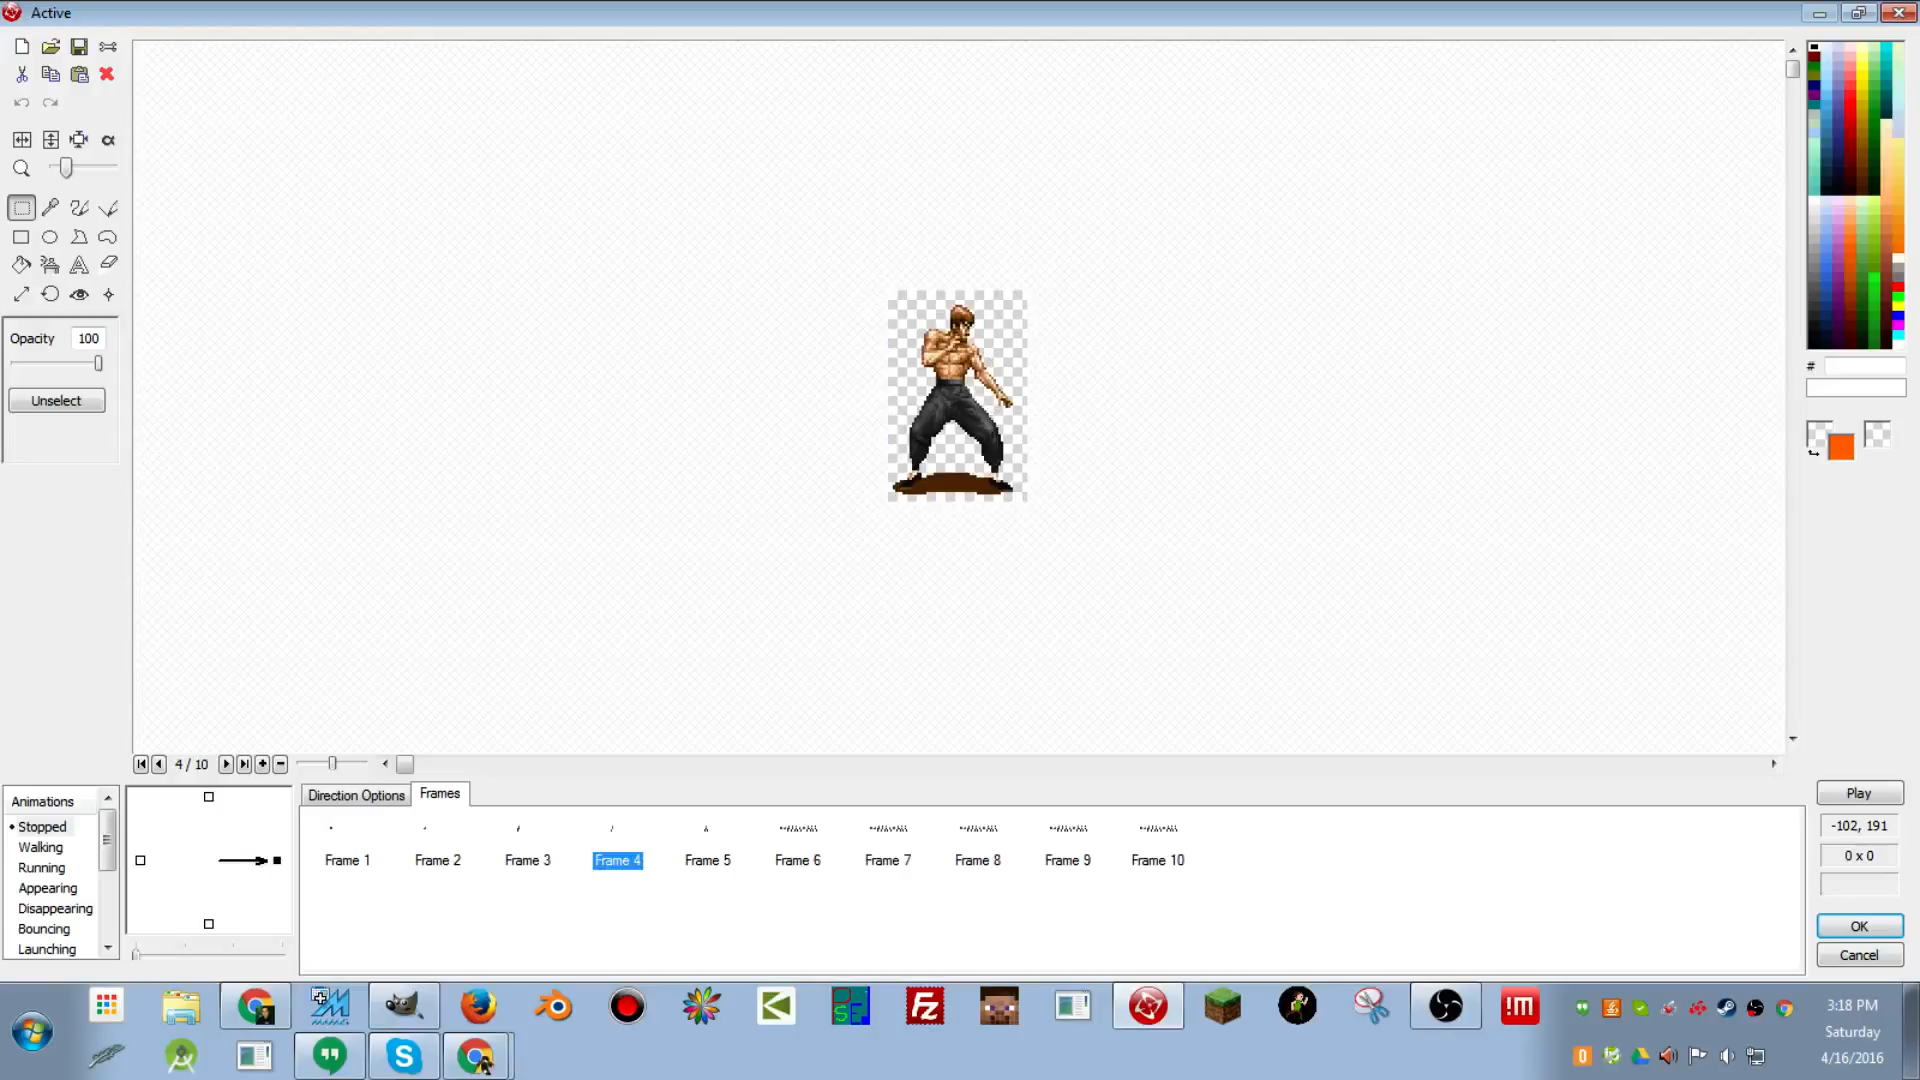 Active
Opacity 100
Unselect
#
4 / 10
Animations
Stopped
Walking
Running
Appearing
Disappearing
Bouncing
Launching
Direction Options Frames
Frame 1 Frame 2 Frame 3 Frame 4 Frame 5 Frame 6 Frame 7 Frame 8 Frame 9 Frame 10
Play
-102, 191
0 x 0
OK
Cancel
Fz
!M
3:18 PM
Saturday
4/16/2016